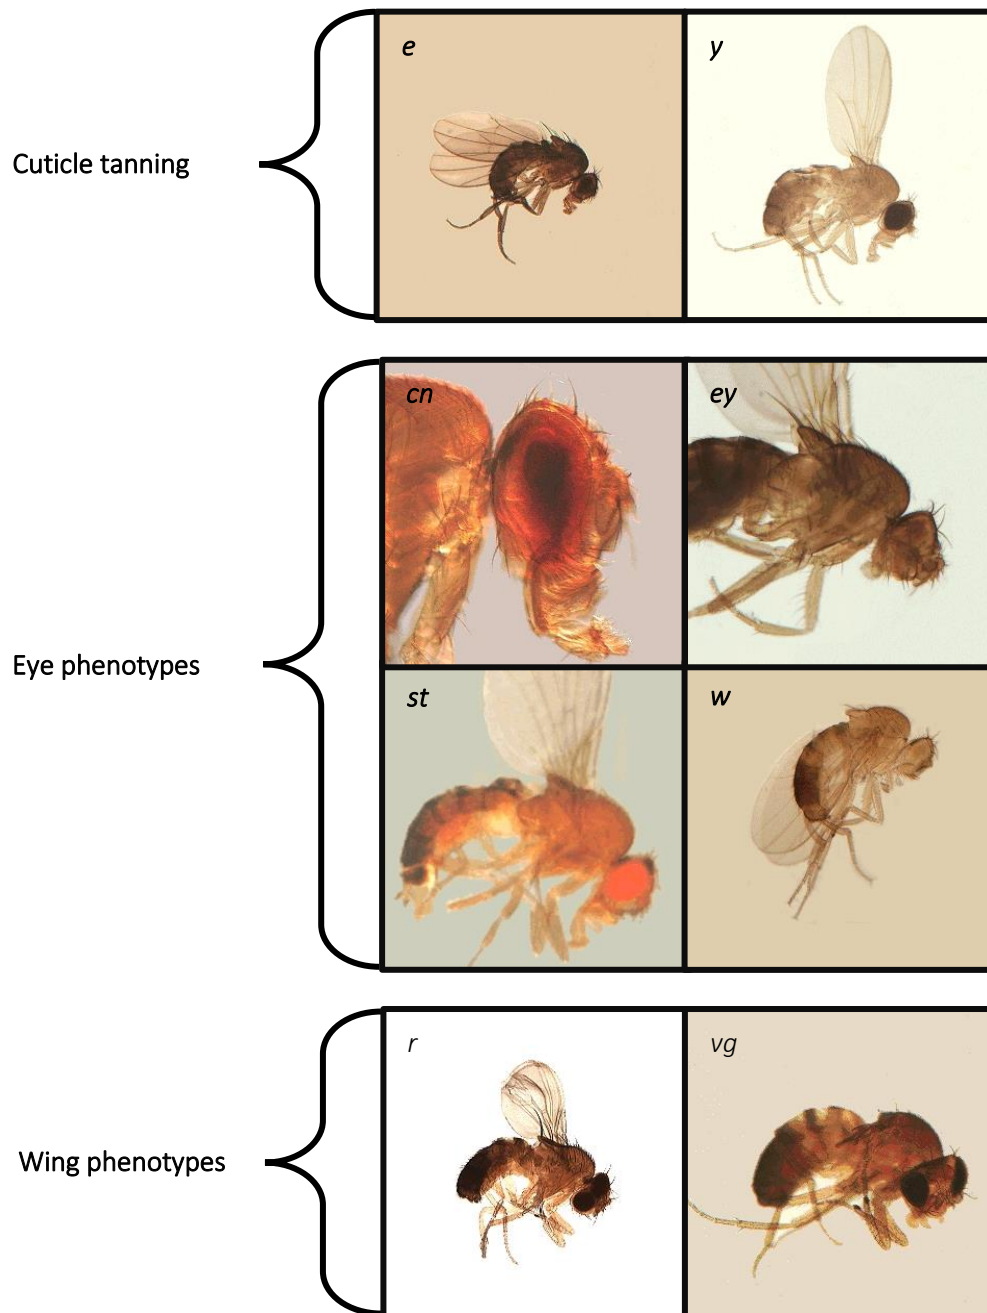 e
y
Cuticle tanning
cn
ey
Eye phenotypes
st
w
r
vg
Wing phenotypes